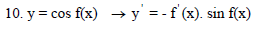 10. y = cos f(x) → y' = - f'(x). sin f(x)